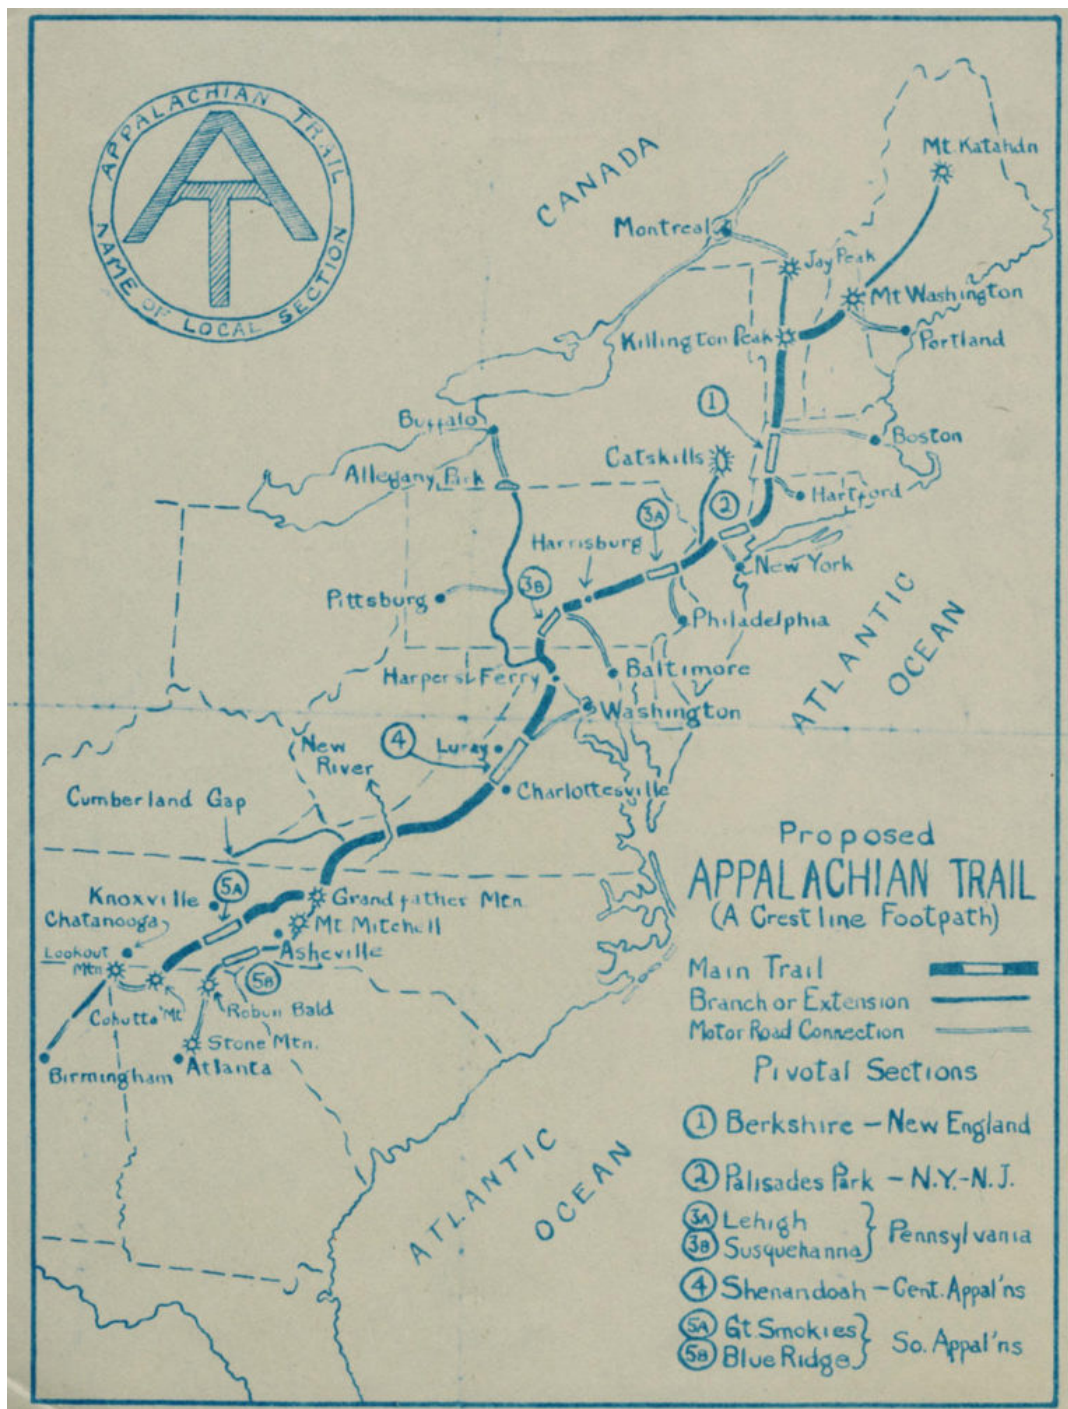 APPALACHIAN TRAIL
NAME OF LOCAL SECTION
AT
CANADA
Mt. Katahdn
Montreal
Jay Peak
Mt Washington
Killington Peak
Portland
1
Buffalo
Boston
Catskills
Allegany Park
Hartford
3A
2
Harrisburg
New York
3B
Pittsburg
Philadelphia
ATLANTIC
OCEAN
Harpers Ferry
Baltimore
Washington
4
Luray
New
River
Charlottesville
Cumberland Gap
Proposed
APPALACHIAN TRAIL
(A Crestline Footpath)
5A
Knoxville
Grandfather Mtn.
Chatanooga
Mt Mitchell
Lookout
Mtn
Asheville
5B
Cohutta Mt
Rabun Bald
Stone Mtn.
Atlanta
Birmingham
Main Trail
Branch or Extension
Motor Road Connection
Pivotal Sections
1 Berkshire – New England
2 Palisades Park – N.Y.-N.J.
3A Lehigh
3B Susquehanna
Pennsylvania
4 Shenandoah – Cent. Appal'ns
5A Gt. Smokies
5B Blue Ridge
So. Appal'ns
ATLANTIC
OCEAN